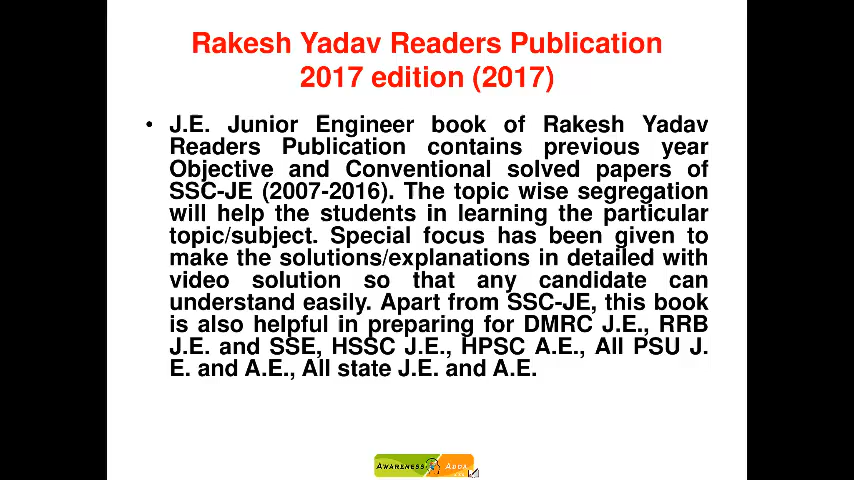 Rakesh Yadav Readers Publication
2017 edition (2017)
• J.E. Junior Engineer book of Rakesh Yadav
Readers Publication contains previous year
Objective and Conventional solved papers of
SSC-JE (2007-2016). The topic wise segregation
will help the students in learning the particular
topic/subject. Special focus has been given to
make the solutions/explanations in detailed with
video solution so that any candidate can
understand easily. Apart from SSC-JE, this book
is also helpful in preparing for DMRC J.E., RRB
J.E. and SSE, HSSC J.E., HPSC A.E., All PSU J.
E. and A.E., All state J.E. and A.E.
AWARENESS ADDA